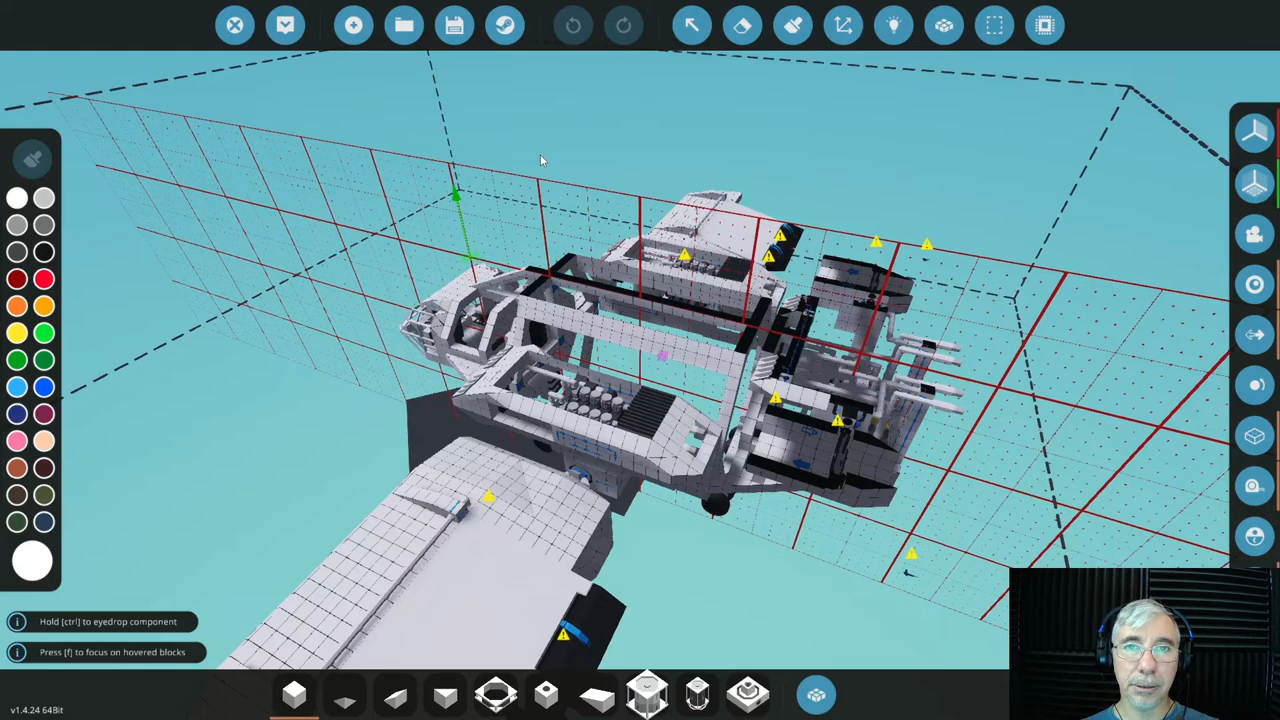 Hold [ctrl] to eyedrop component
Press [f] to focus on hovered blocks
v1.4.24 64Bit